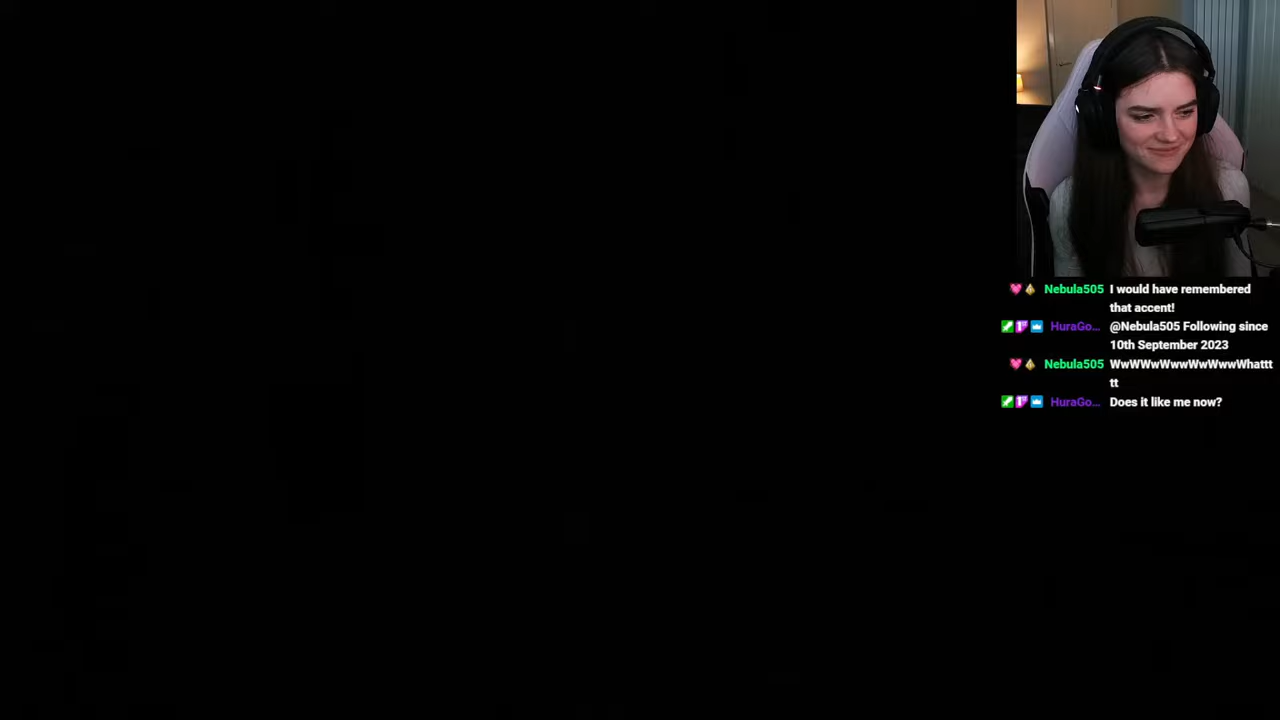 Nebula505 I would have remembered
that accent!
HuraGo... @Nebula505 Following since
10th September 2023
Nebula505 WwWWwWwwWwWwwWhattt
tt
HuraGo... Does it like me now?